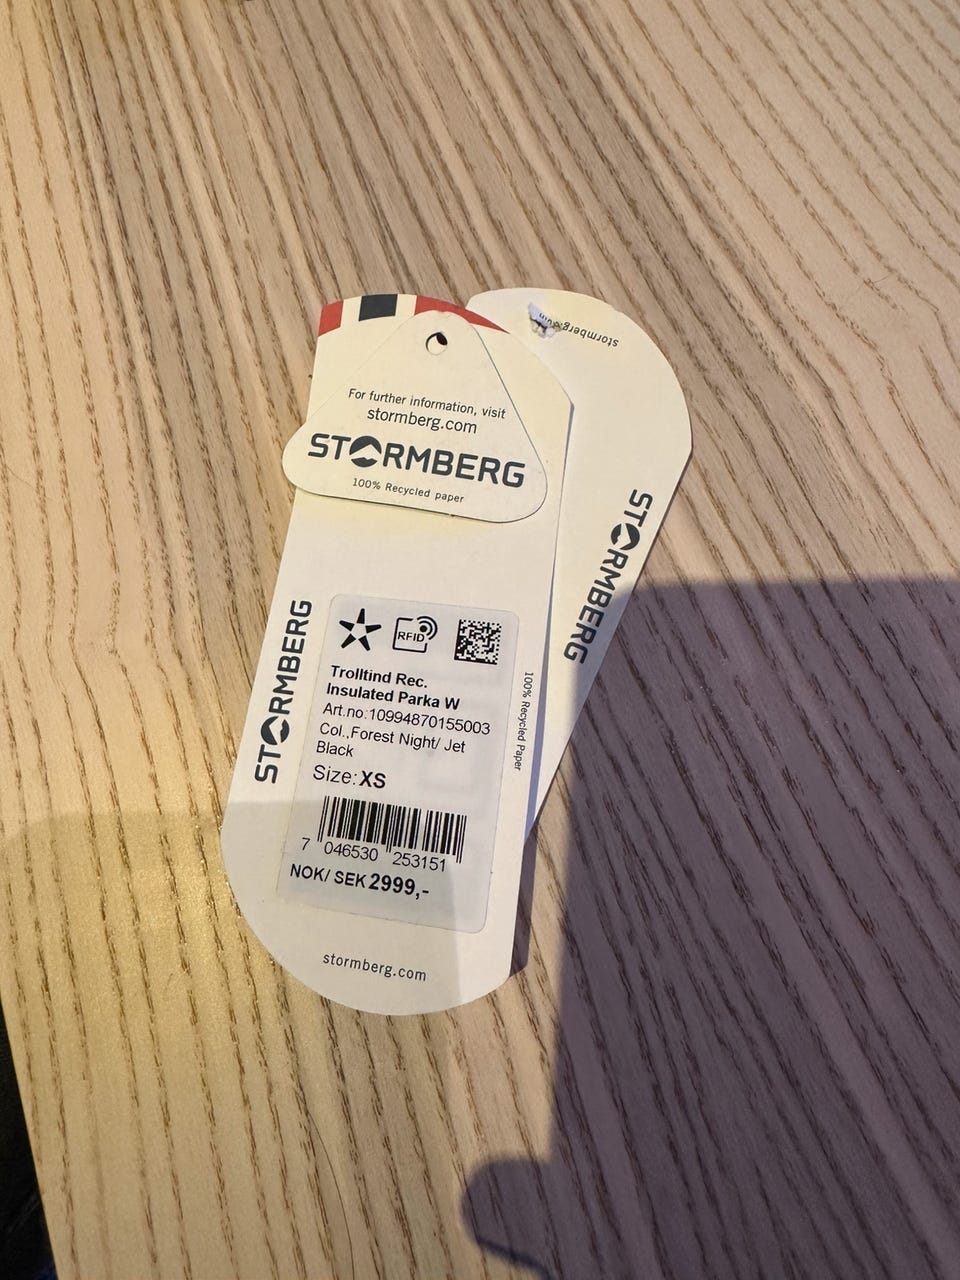 For further information, visit
stormberg.com
STORMBERG
100% Recycled paper
stormberg.com
STORMBERG
STORMBERG
RFID
Trolltind Rec.
Insulated Parka W
Art.no:10994870155003
Col.,Forest Night/ Jet
Black
Size: XS
7 046530 253151
NOK/ SEK 2999,-
100% Recycled Paper
stormberg.com